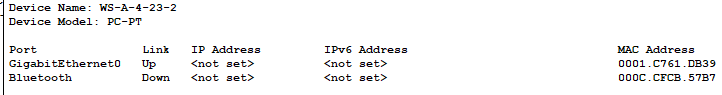 Device Name: WS-A-4-23-2
Device Model: PC-PT
Port Link IP Address IPv6 Address MAC Address
GigabitEthernet0 Up <not set> <not set> 0001.C761.DB39
Bluetooth Down <not set> <not set> 000C.CFCB.57B7